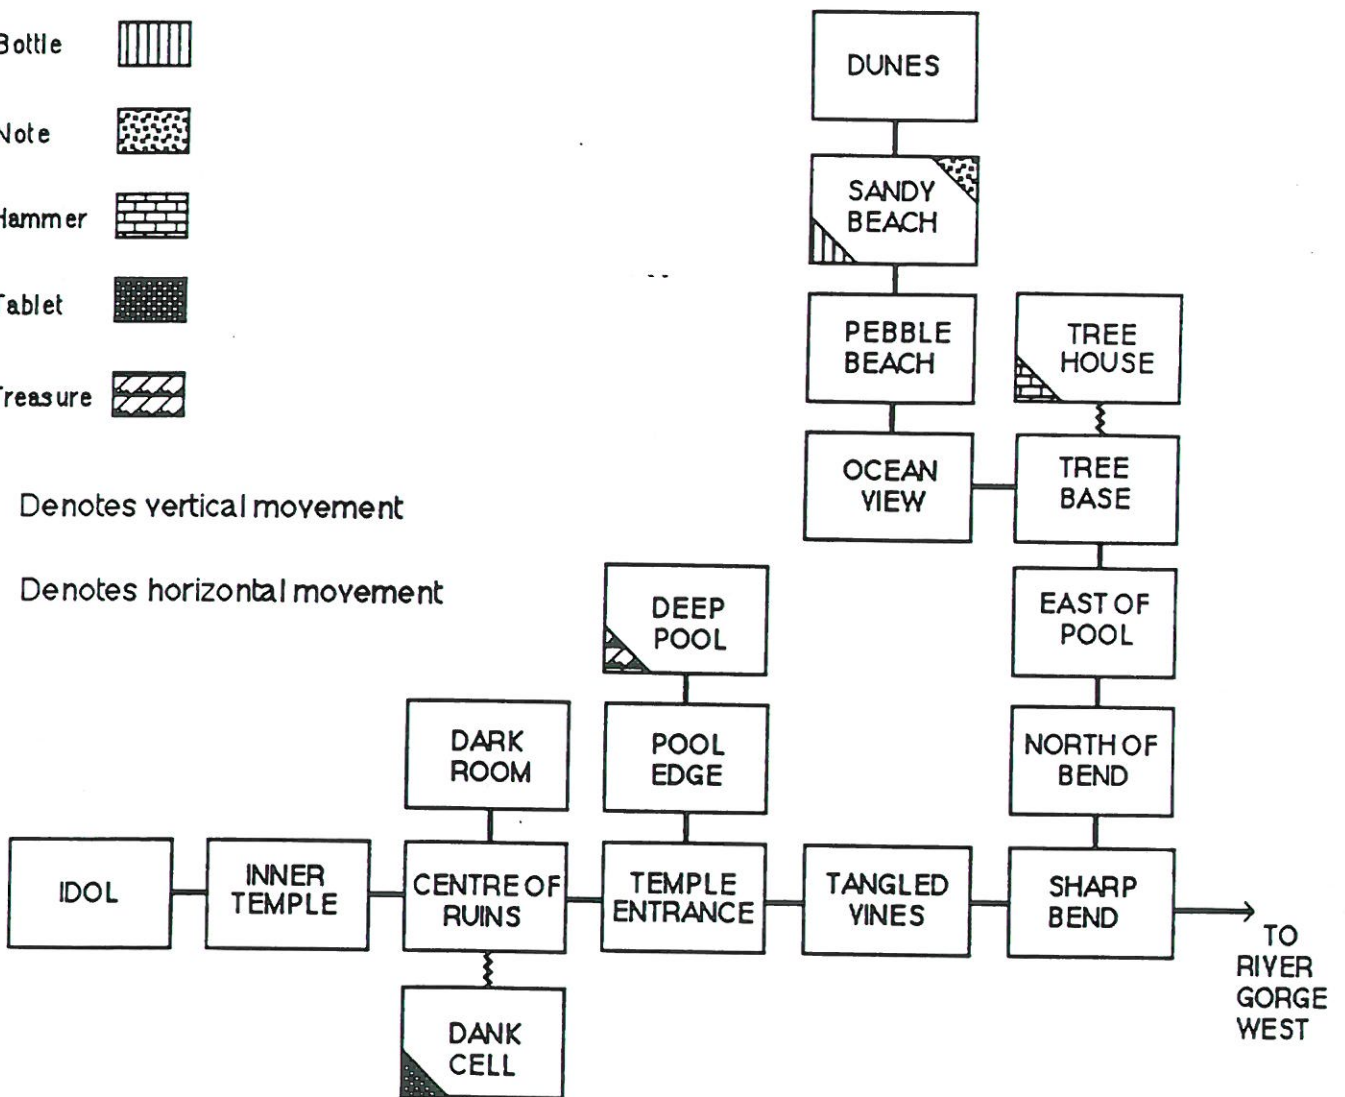 Bottle
Note
Hammer
Tablet
Treasure
Denotes vertical movement
Denotes horizontal movement
DUNES
SANDY
BEACH
PEBBLE
BEACH
TREE
HOUSE
OCEAN
VIEW
TREE
BASE
DEEP
POOL
EAST OF
POOL
DARK
ROOM
POOL
EDGE
NORTH OF
BEND
IDOL
INNER
TEMPLE
CENTRE OF
RUINS
TEMPLE
ENTRANCE
TANGLED
VINES
SHARP
BEND
TO
RIVER
GORGE
WEST
DANK
CELL